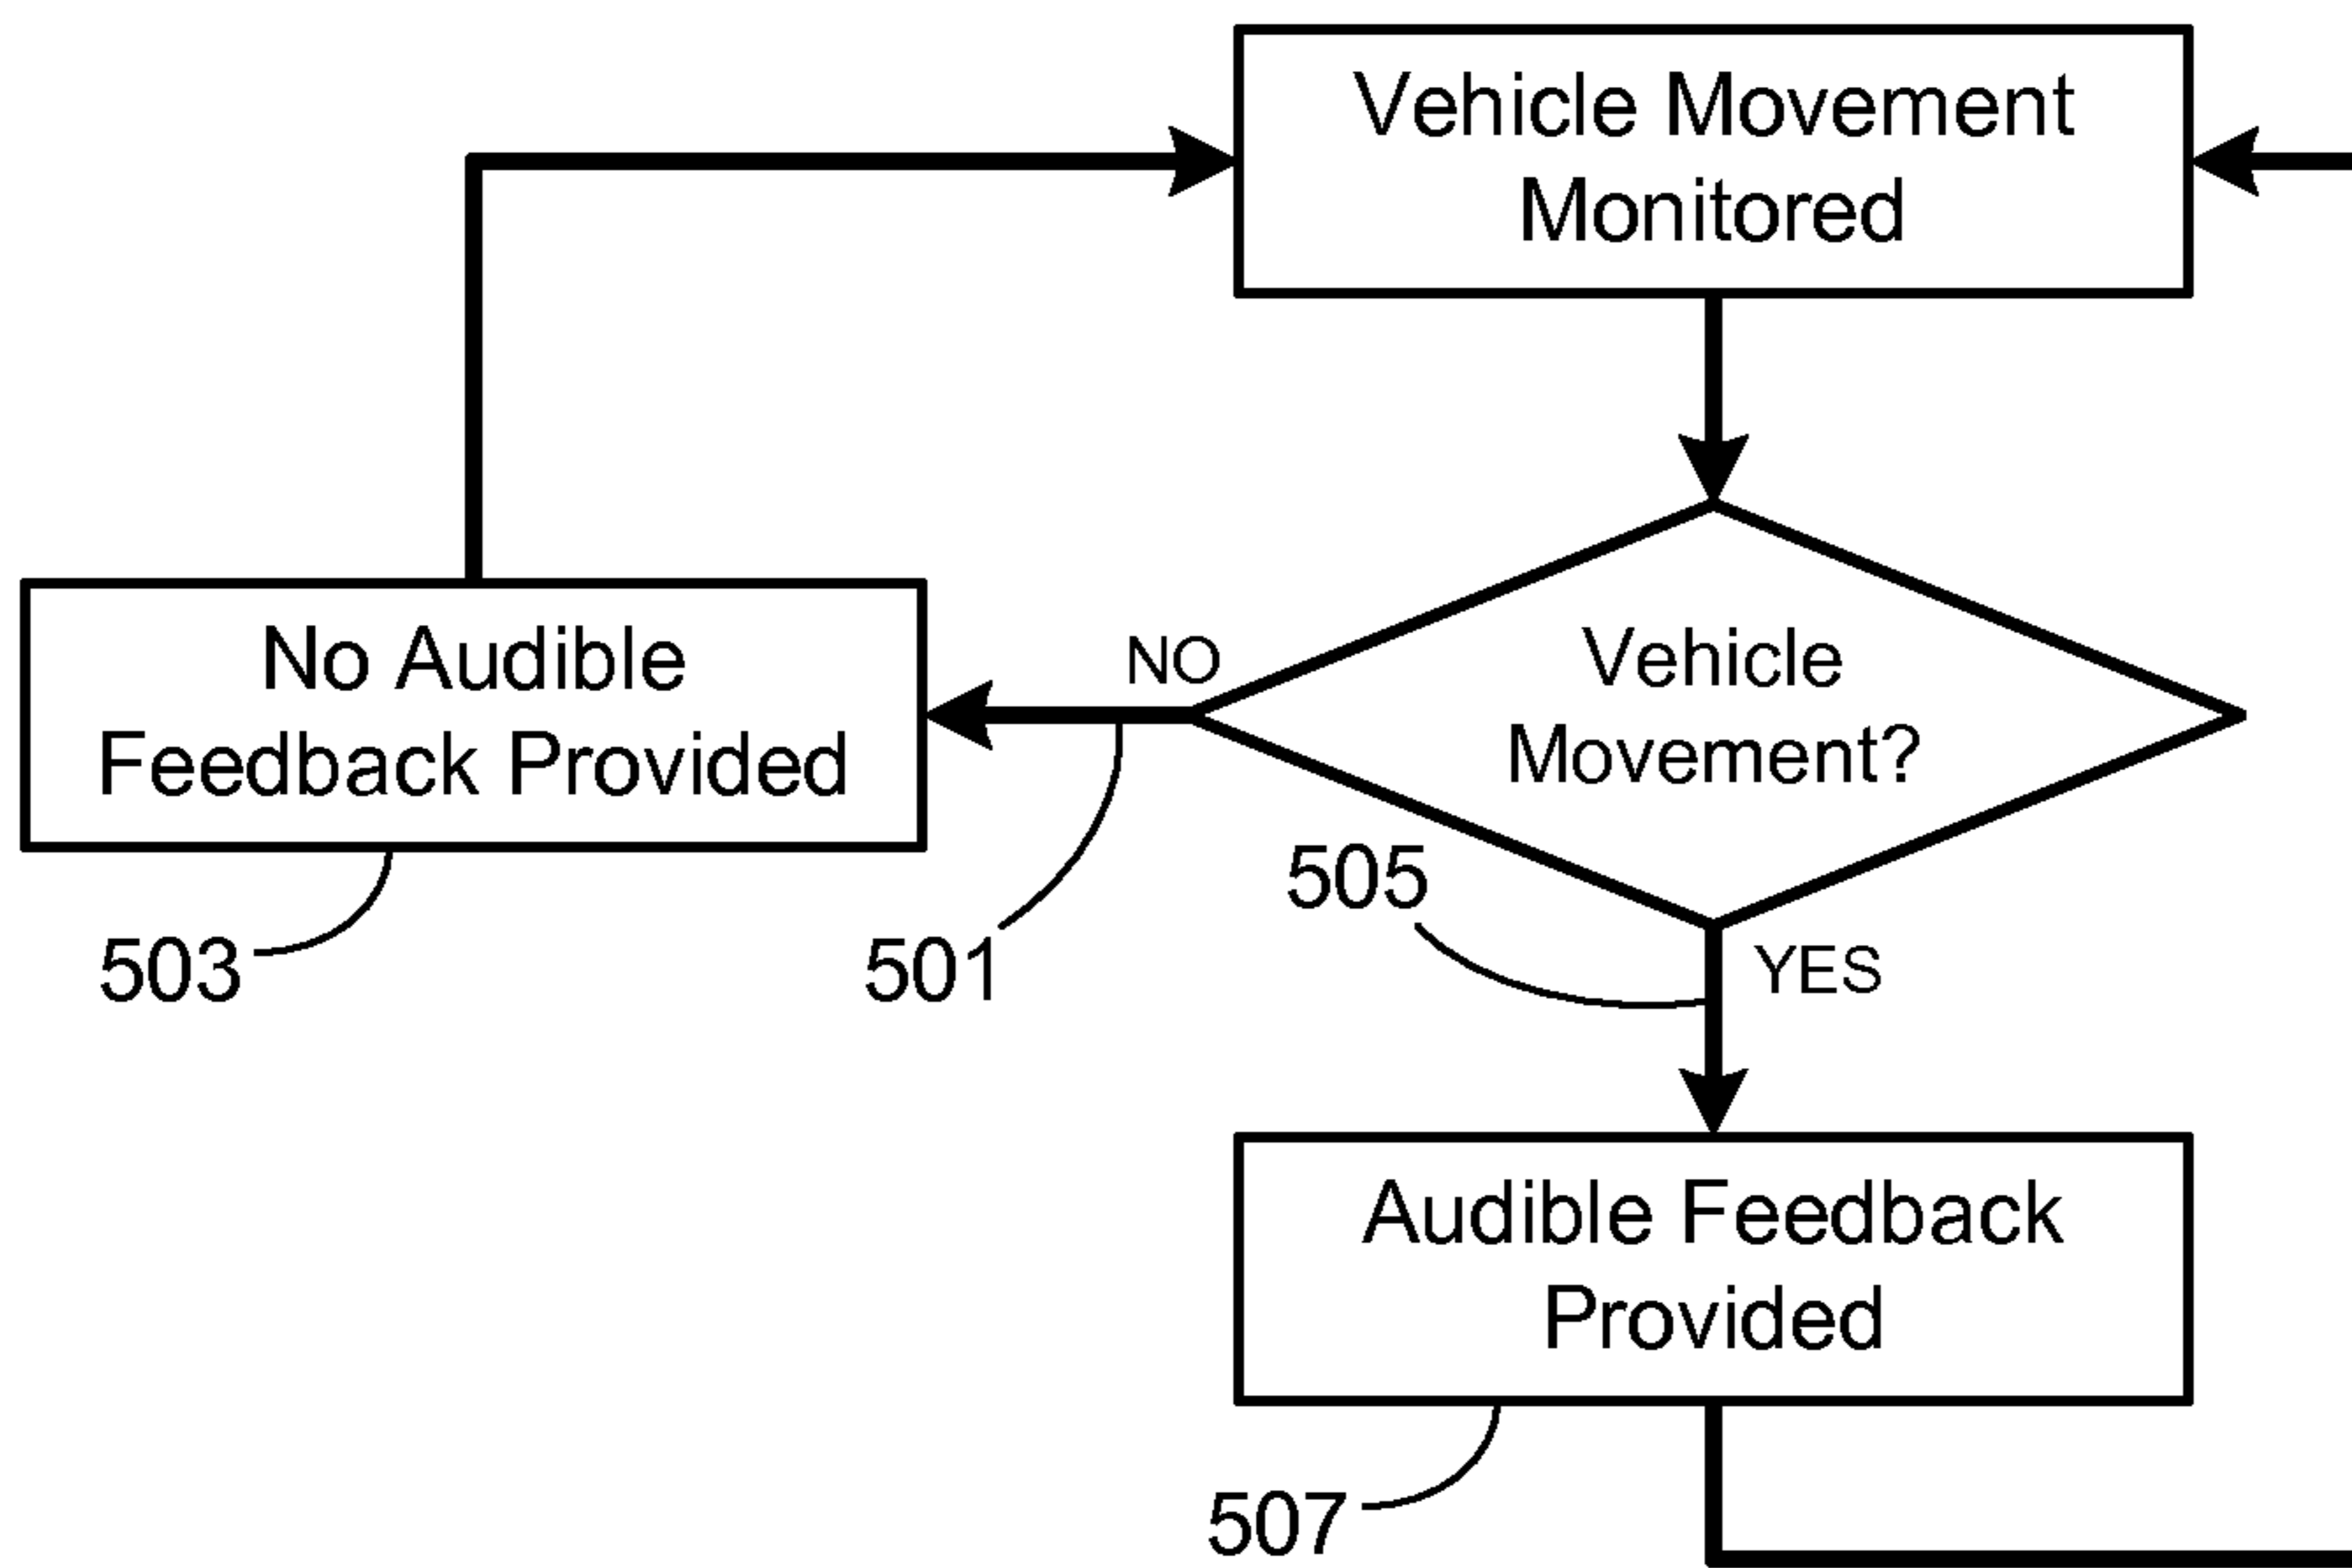 Vehicle Movement
Monitored
No Audible
Feedback Provided
NO
Vehicle
Movement?
505
503
501
YES
Audible Feedback
Provided
507